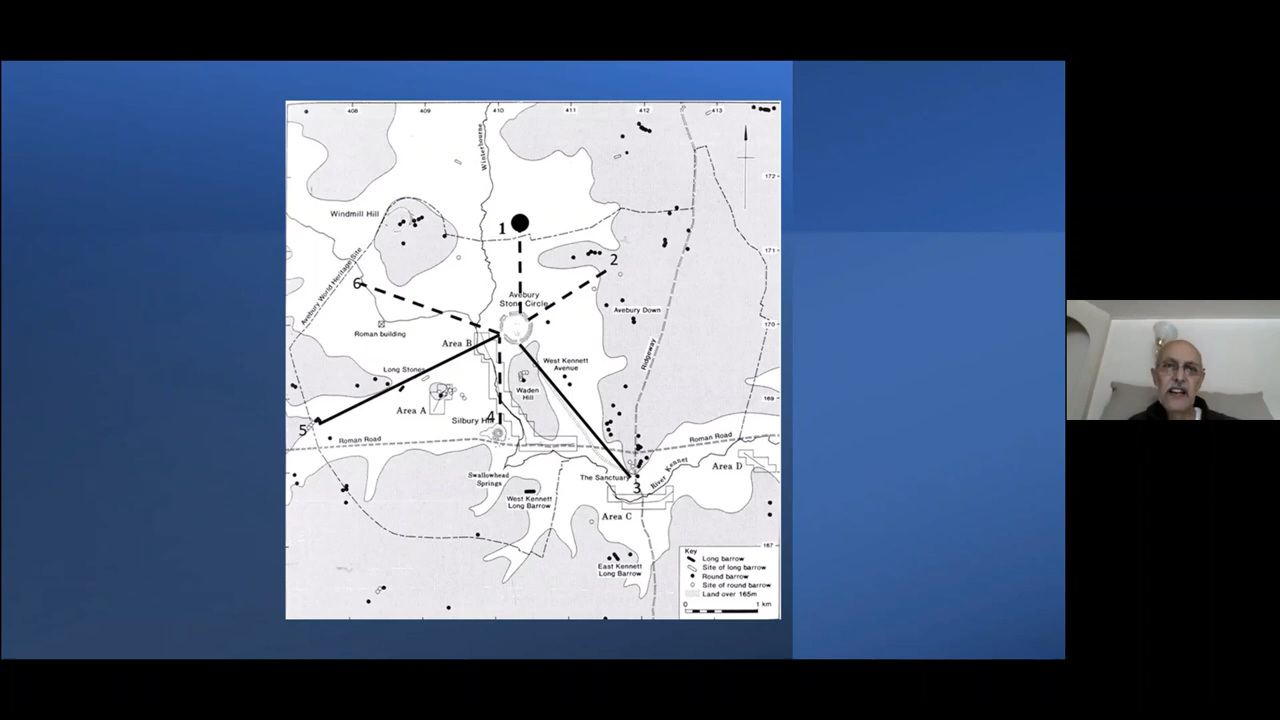 408
409
410
411
412
413
Winterbourne
172
Windmill Hill
1
171
2
Avebury World Heritage Site
6
Avebury
Stone Circle
Avebury Down
170
Roman building
Area B
Ridgeway
West Kennett
Avenue
Long Stones
Waden
Hill
169
Area A
4
Silbury Hill
5
Roman Road
Roman Road
River Kennet
Area D
Swallowhead
Springs
The Sanctuary
3
West Kennett
Long Barrow
Area C
167
East Kennett
Long Barrow
Key
Long barrow
Site of long barrow
Round barrow
Site of round barrow
Land over 165m
0
1 km